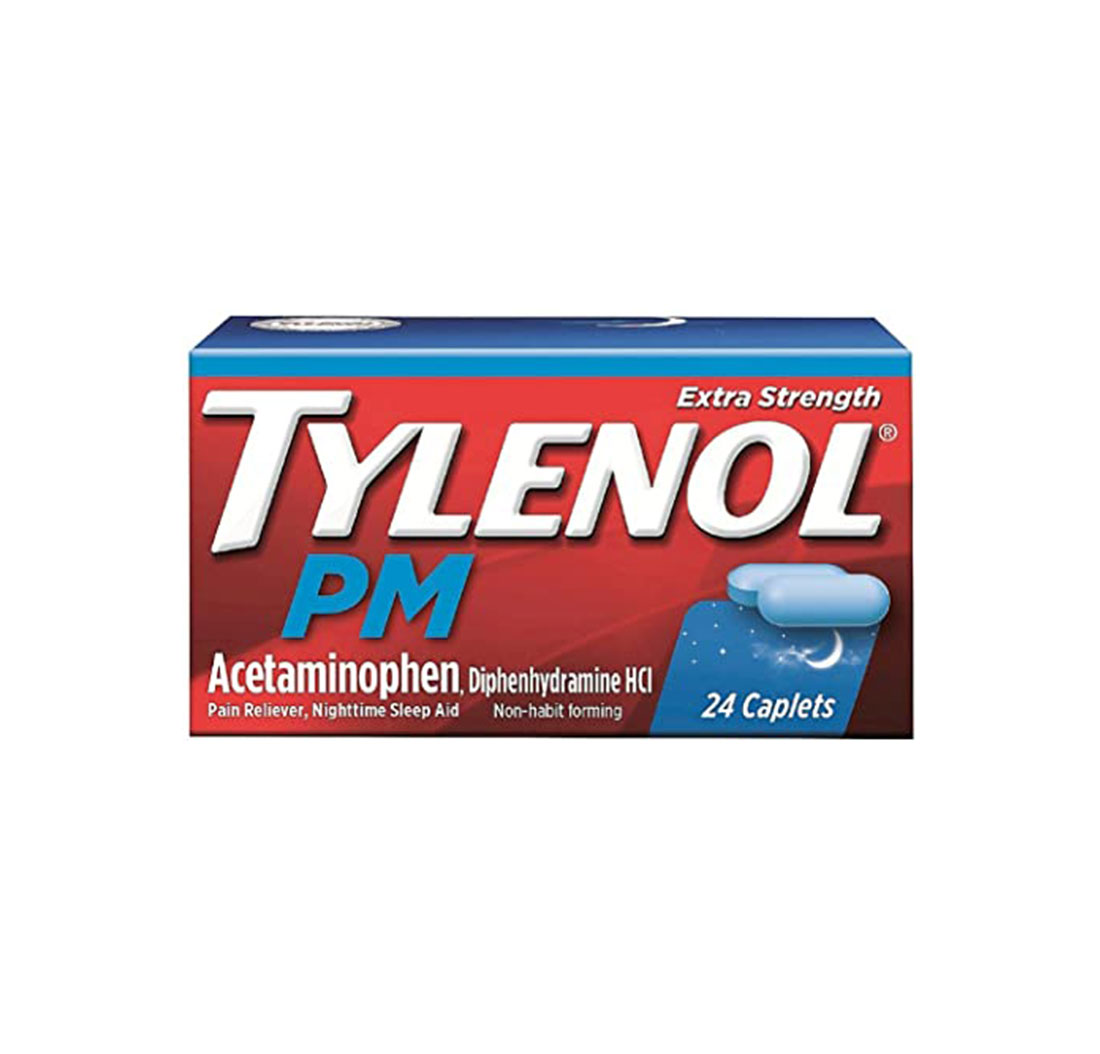 Extra Strength
TYLENOL®
PM
Acetaminophen, Diphenhydramine HCl
Pain Reliever, Nighttime Sleep Aid Non-habit forming
24 Caplets